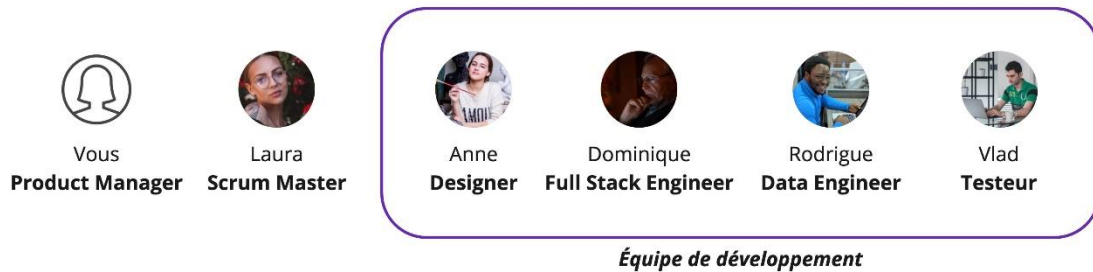 Vous
Product Manager
Laura
Scrum Master
Anne
Designer
Dominique
Full Stack Engineer
Rodrigue
Data Engineer
Vlad
Testeur
Équipe de développement